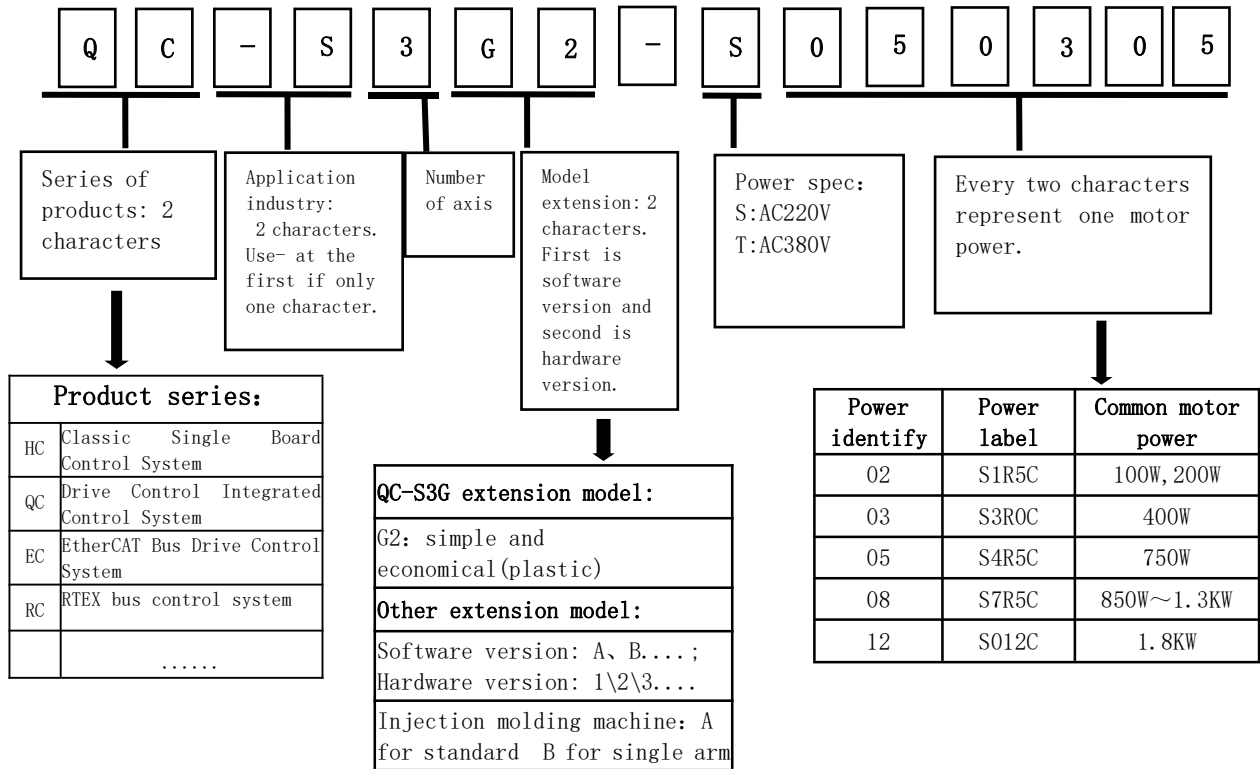 Q C - S 3 G 2 - S 0 5 0 3 0 5
Series of
products: 2
characters
Application
industry:
2 characters.
Use- at the
first if only
one character.
Number
of axis
Model
extension: 2
characters.
First is
software
version and
second is
hardware
version.
Power spec:
S:AC220V
T:AC380V
Every two characters
represent one motor
power.
Product series:
HC Classic Single Board
Control System
QC Drive Control Integrated
Control System
EC EtherCAT Bus Drive Control
System
RC RTEX bus control system
......
QC-S3G extension model:
G2: simple and
economical(plastic)
Other extension model:
Software version: A、B....;
Hardware version: 1\2\3....
Injection molding machine: A
for standard B for single arm
Power identify Power label Common motor power
02 S1R5C 100W,200W
03 S3R0C 400W
05 S4R5C 750W
08 S7R5C 850W～1.3KW
12 S012C 1.8KW